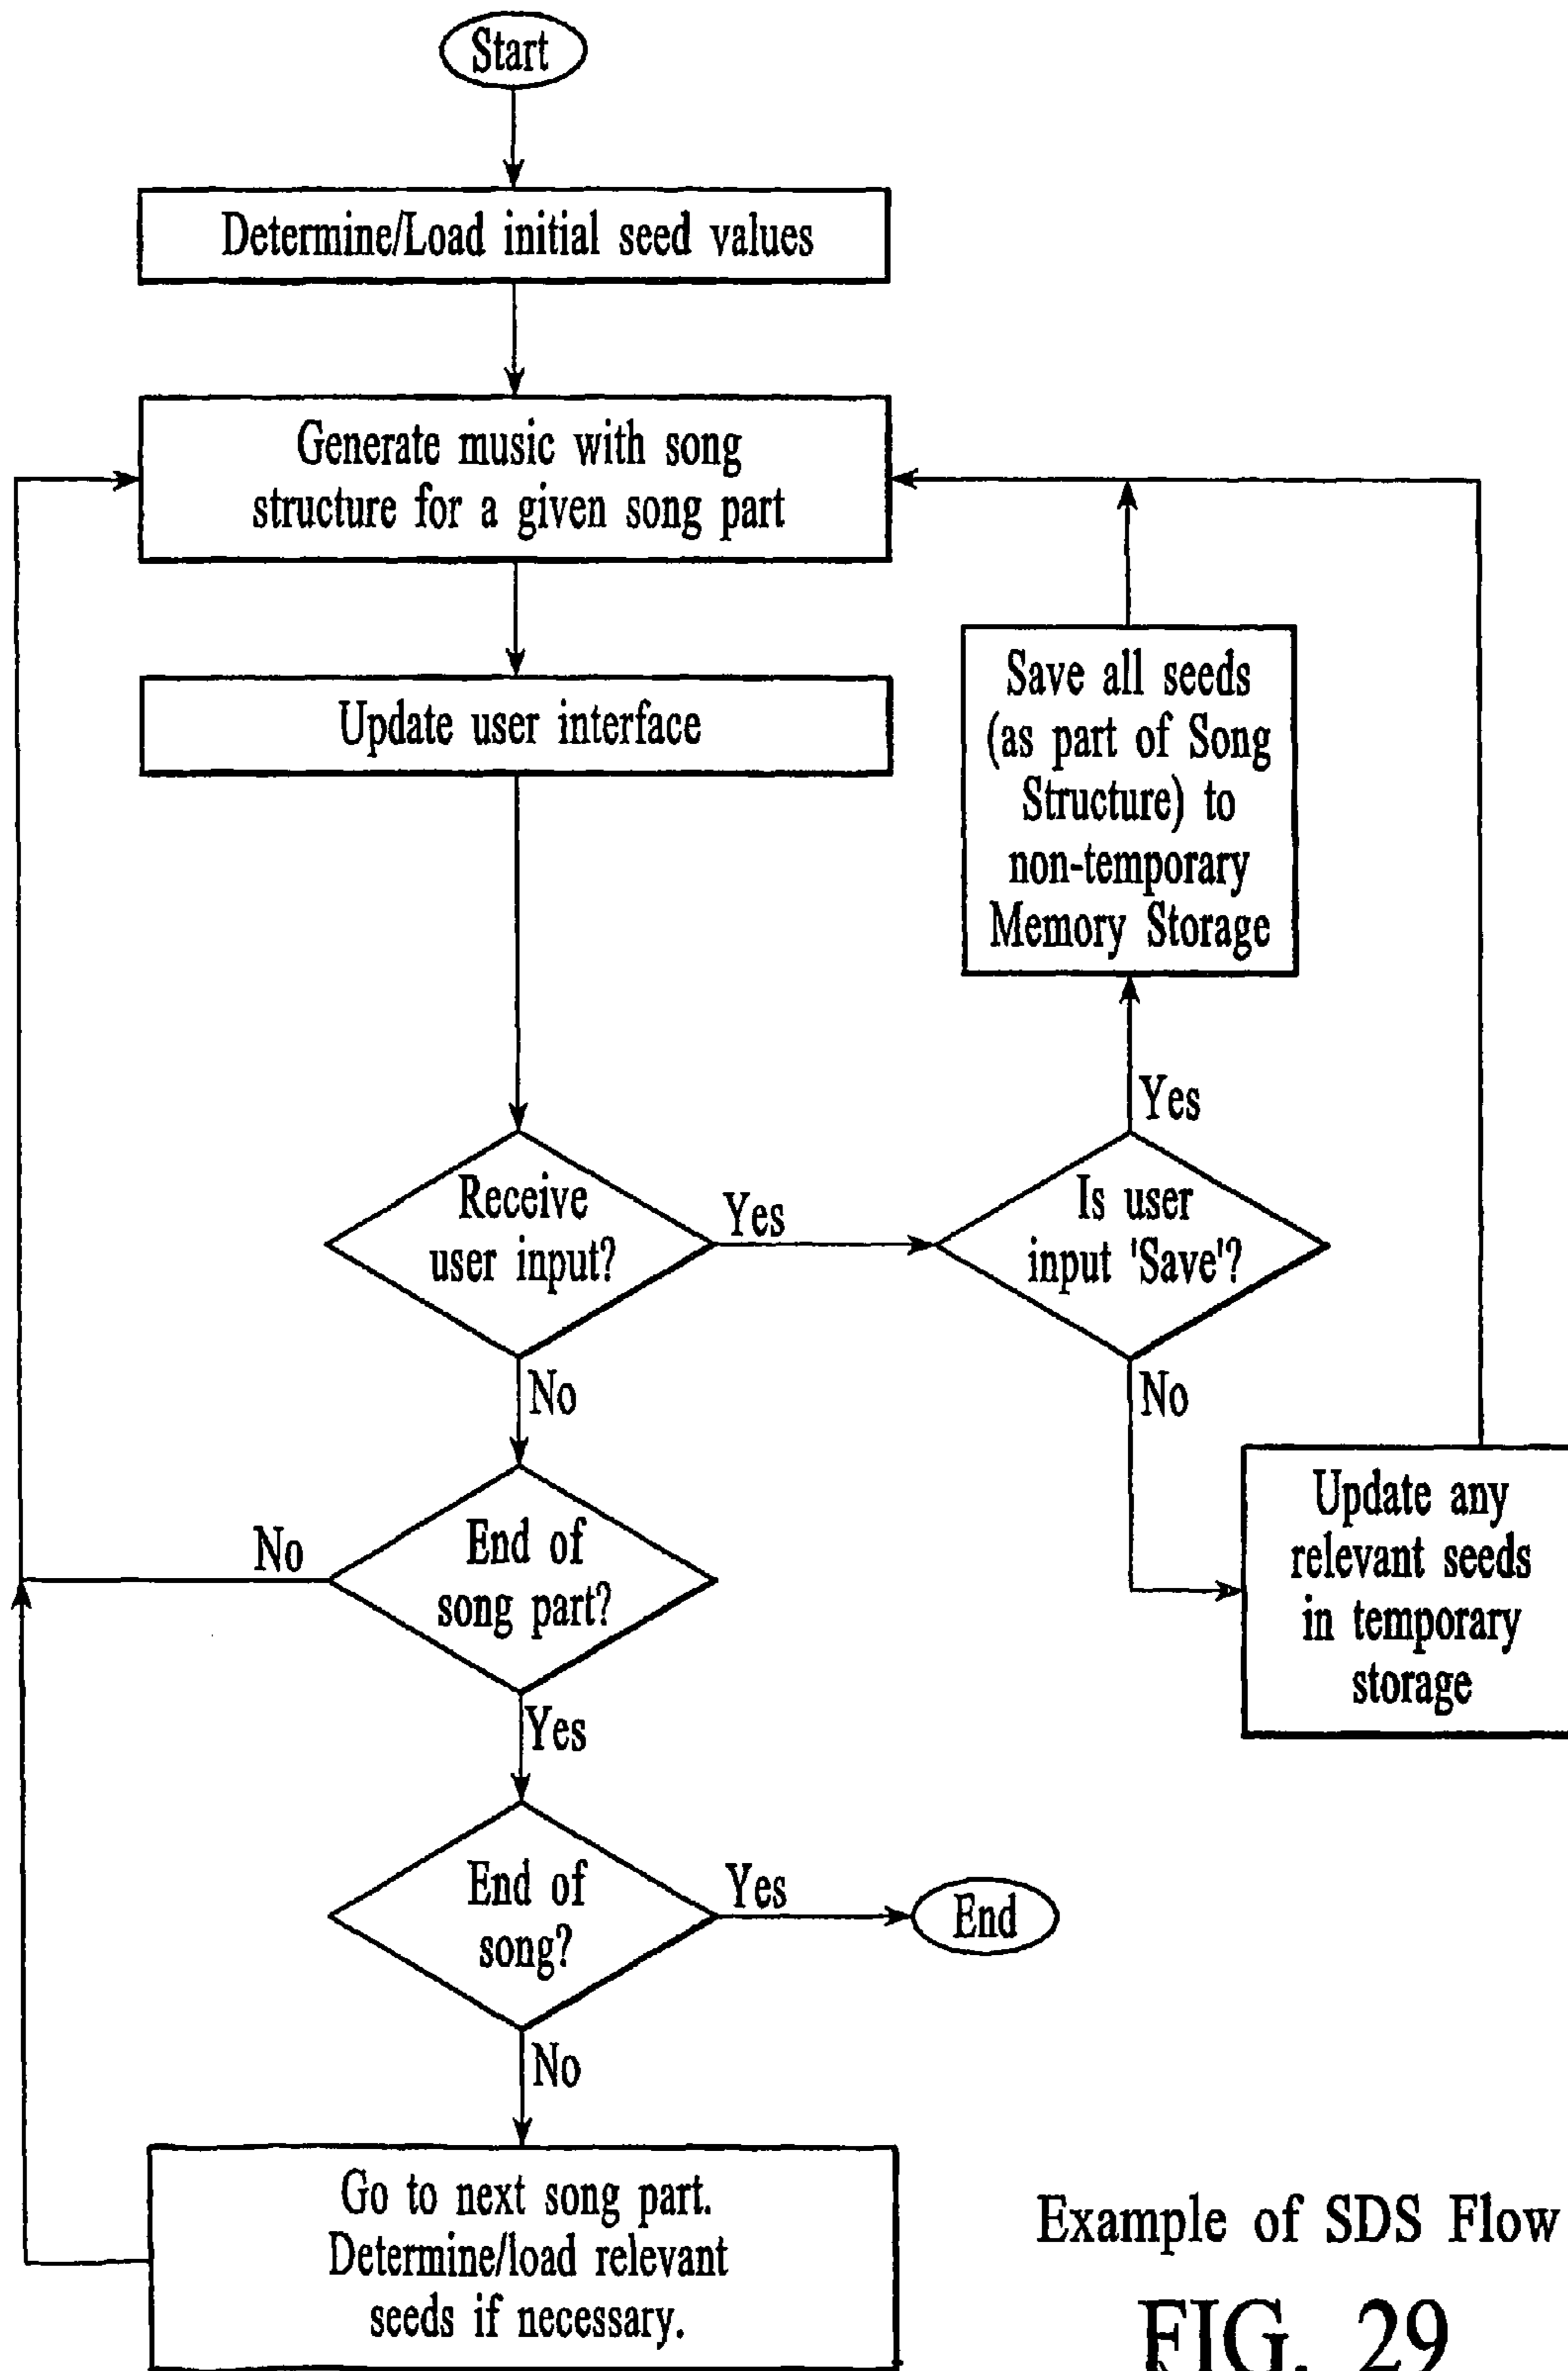 Start
Determine/Load initial seed values
Generate music with song
structure for a given song part
Update user interface
Save all seeds
(as part of Song
Structure) to
non-temporary
Memory Storage
Yes
Receive
user input?
Yes
Is user
input 'Save'?
No
No
Update any
relevant seeds
in temporary
storage
No
End of
song part?
Yes
End of
song?
Yes
End
No
Go to next song part.
Determine/load relevant
seeds if necessary.
Example of SDS Flow
FIG. 29